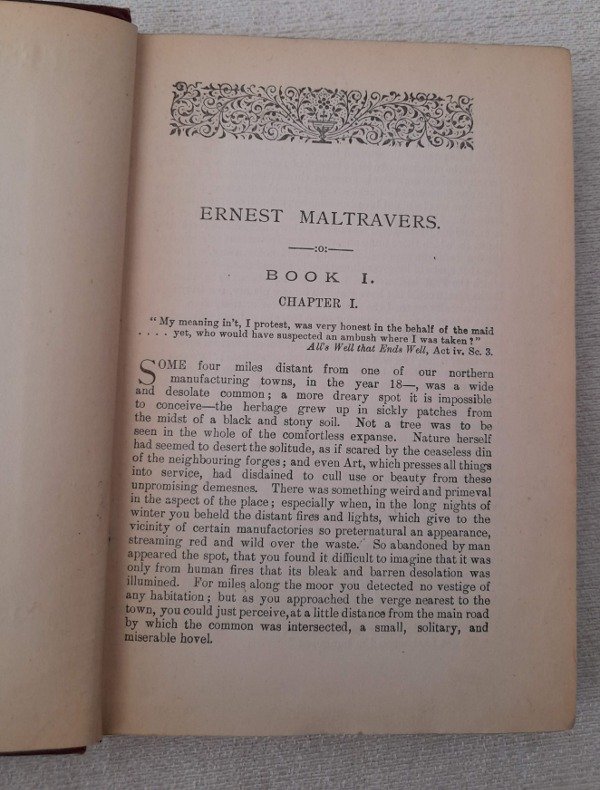 ERNEST MALTRAVERS.
——:o:——
BOOK I.
CHAPTER I.
"My meaning in't, I protest, was very honest in the behalf of the maid
. . . . yet, who would have suspected an ambush where I was taken?"
All's Well that Ends Well, Act iv. Sc. 3.
SOME four miles distant from one of our northern
manufacturing towns, in the year 18—, was a wide
and desolate common; a more dreary spot it is impossible
to conceive—the herbage grew up in sickly patches from
the midst of a black and stony soil. Not a tree was to be
seen in the whole of the comfortless expanse. Nature herself
had seemed to desert the solitude, as if scared by the ceaseless din
of the neighbouring forges; and even Art, which presses all things
into service, had disdained to cull use or beauty from these
unpromising demesnes. There was something weird and primeval
in the aspect of the place; especially when, in the long nights of
winter you beheld the distant fires and lights, which give to the
vicinity of certain manufactories so preternatural an appearance,
streaming red and wild over the waste. So abandoned by man
appeared the spot, that you found it difficult to imagine that it was
only from human fires that its bleak and barren desolation was
illumined. For miles along the moor you detected no vestige of
any habitation; but as you approached the verge nearest to the
town, you could just perceive, at a little distance from the main road
by which the common was intersected, a small, solitary, and
miserable hovel.